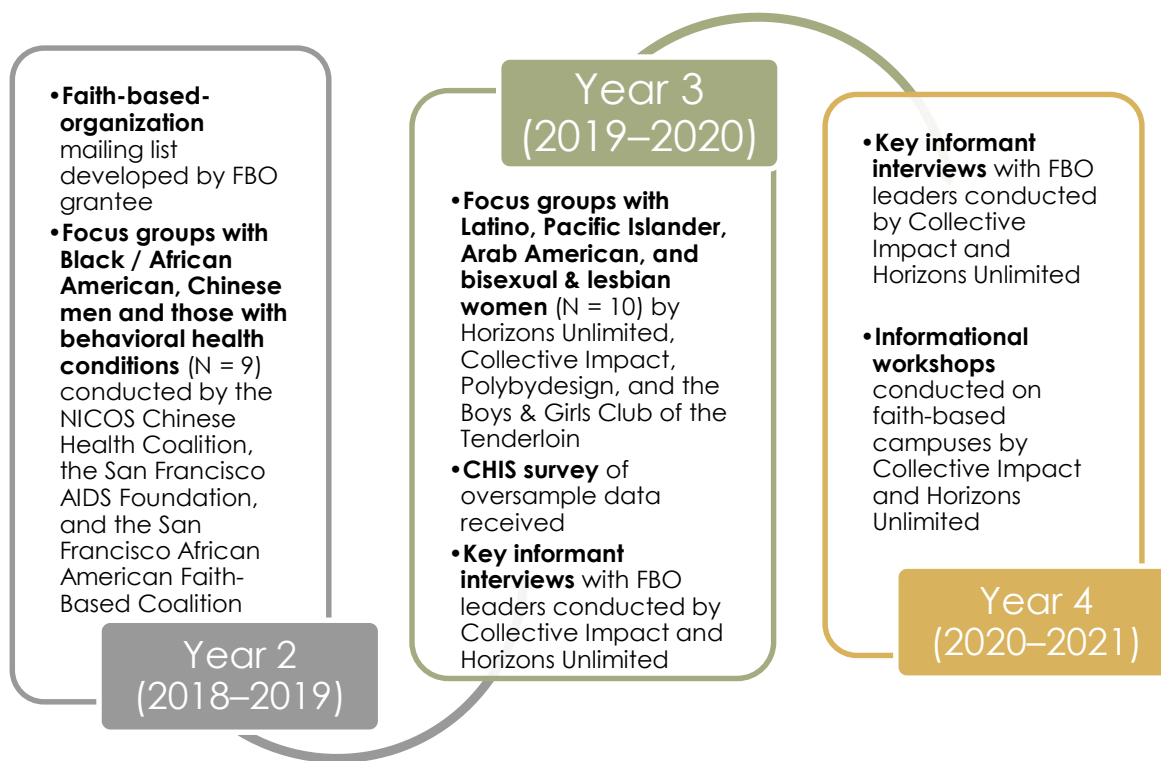 •Faith-based-
organization
mailing list
developed by FBO
grantee
•Focus groups with
Black / African
American, Chinese
men and those with
behavioral health
conditions (N = 9)
conducted by the
NICOS Chinese
Health Coalition,
the San Francisco
AIDS Foundation,
and the San
Francisco African
American Faith-
Based Coalition
Year 2
(2018–2019)
Year 3
(2019–2020)
•Focus groups with
Latino, Pacific Islander,
Arab American, and
bisexual & lesbian
women (N = 10) by
Horizons Unlimited,
Collective Impact,
Polybydesign, and the
Boys & Girls Club of the
Tenderloin
•CHIS survey of
oversample data
received
•Key informant
interviews with FBO
leaders conducted by
Collective Impact and
Horizons Unlimited
•Key informant
interviews with FBO
leaders conducted
by Collective
Impact and
Horizons Unlimited
•Informational
workshops
conducted on
faith-based
campuses by
Collective Impact
and Horizons
Unlimited
Year 4
(2020–2021)